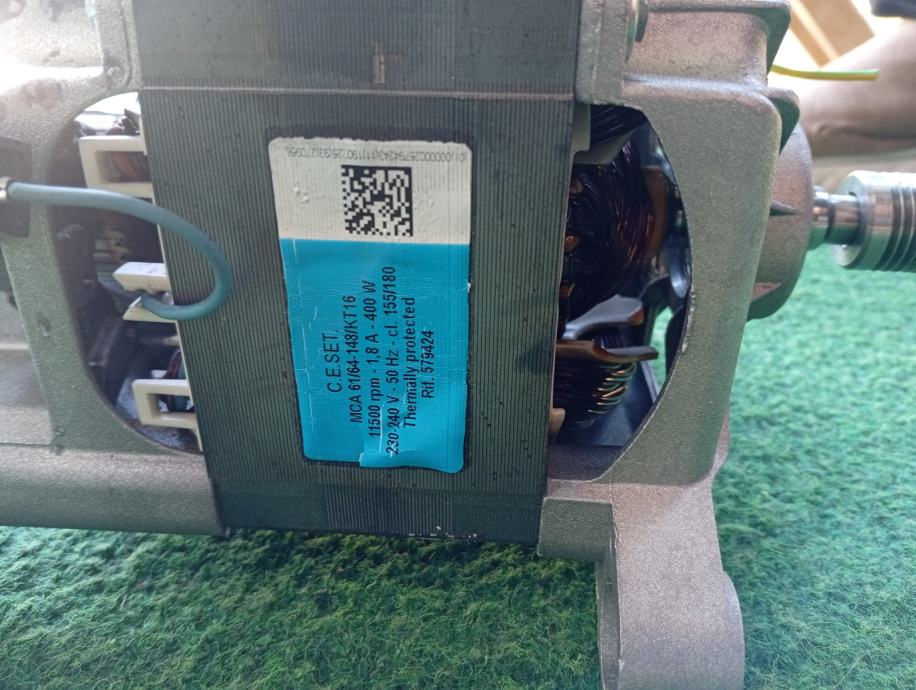 C.E.SET.
MCA 61/64-148/KT16
11500 rpm - 1,8 A - 400 W
230-240 V - 50 Hz - cl. 155/180
Thermally protected
Rif. 579424